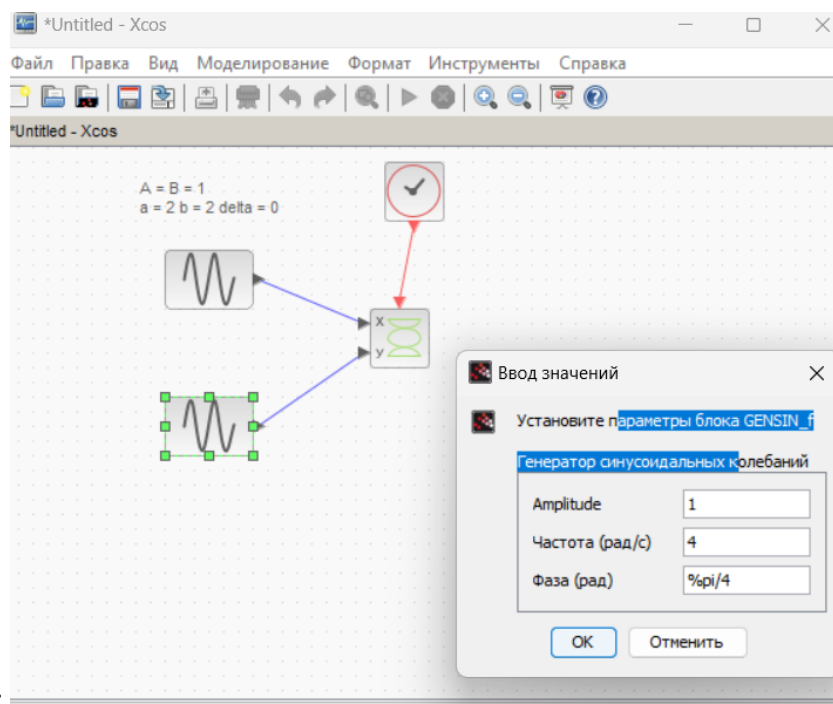 *Untitled - Xcos
Файл Правка Вид Моделирование Формат Инструменты Справка
*Untitled - Xcos
A = B = 1
a = 2 b = 2 delta = 0
X
y
Ввод значений
Установите параметры блока GENSIN_f
Генератор синусоидальных колебаний
Amplitude 1
Частота (рад/с) 4
Фаза (рад) %pi/4
OK Отменить